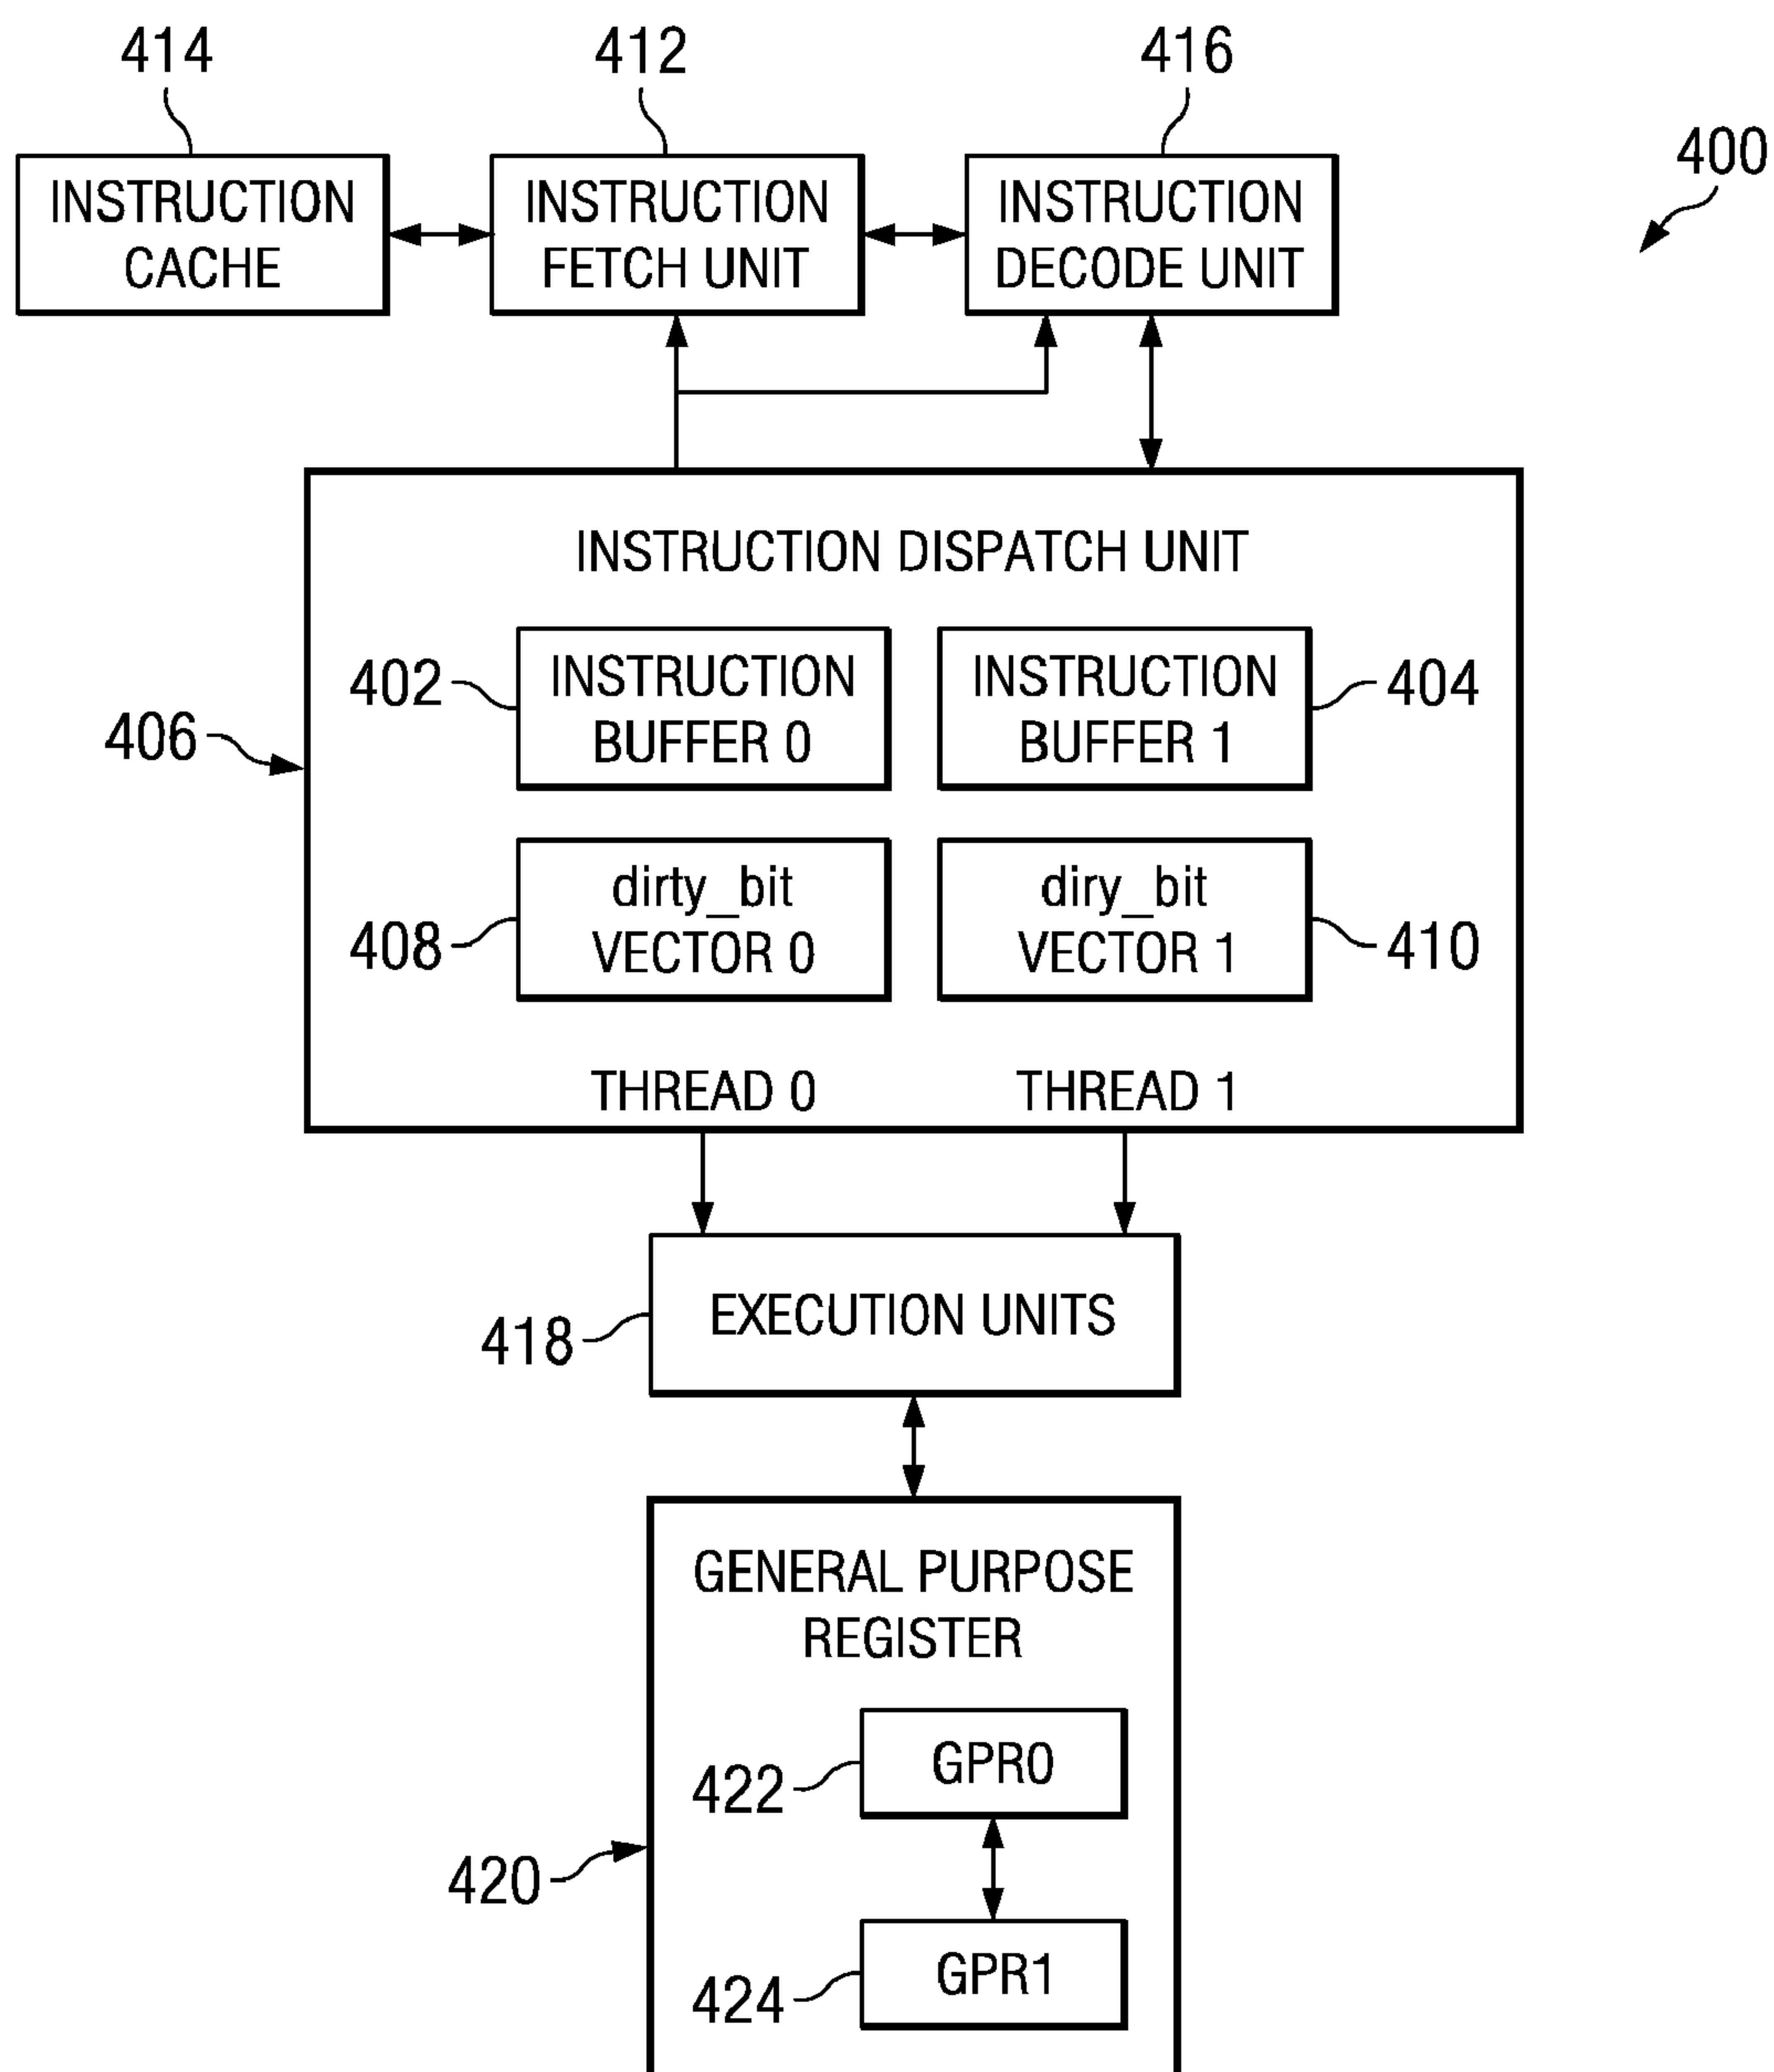 414
412
416
400
INSTRUCTION
CACHE
INSTRUCTION
FETCH UNIT
INSTRUCTION
DECODE UNIT
INSTRUCTION DISPATCH UNIT
402
INSTRUCTION
BUFFER 0
INSTRUCTION
BUFFER 1
404
406
dirty_bit
VECTOR 0
408
diry_bit
VECTOR 1
410
THREAD 0
THREAD 1
EXECUTION UNITS
418
GENERAL PURPOSE
REGISTER
GPR0
422
420
GPR1
424